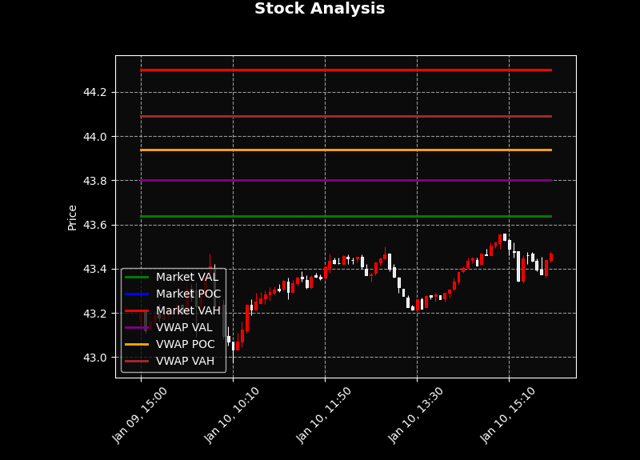 Stock Analysis
Price
44.2
44.0
43.8
43.6
43.4
43.2
43.0
Market VAL
Market POC
Market VAH
VWAP VAL
VWAP POC
VWAP VAH
Jan 09, 15:00
Jan 10, 10:10
Jan 10, 11:50
Jan 10, 13:30
Jan 10, 15:10